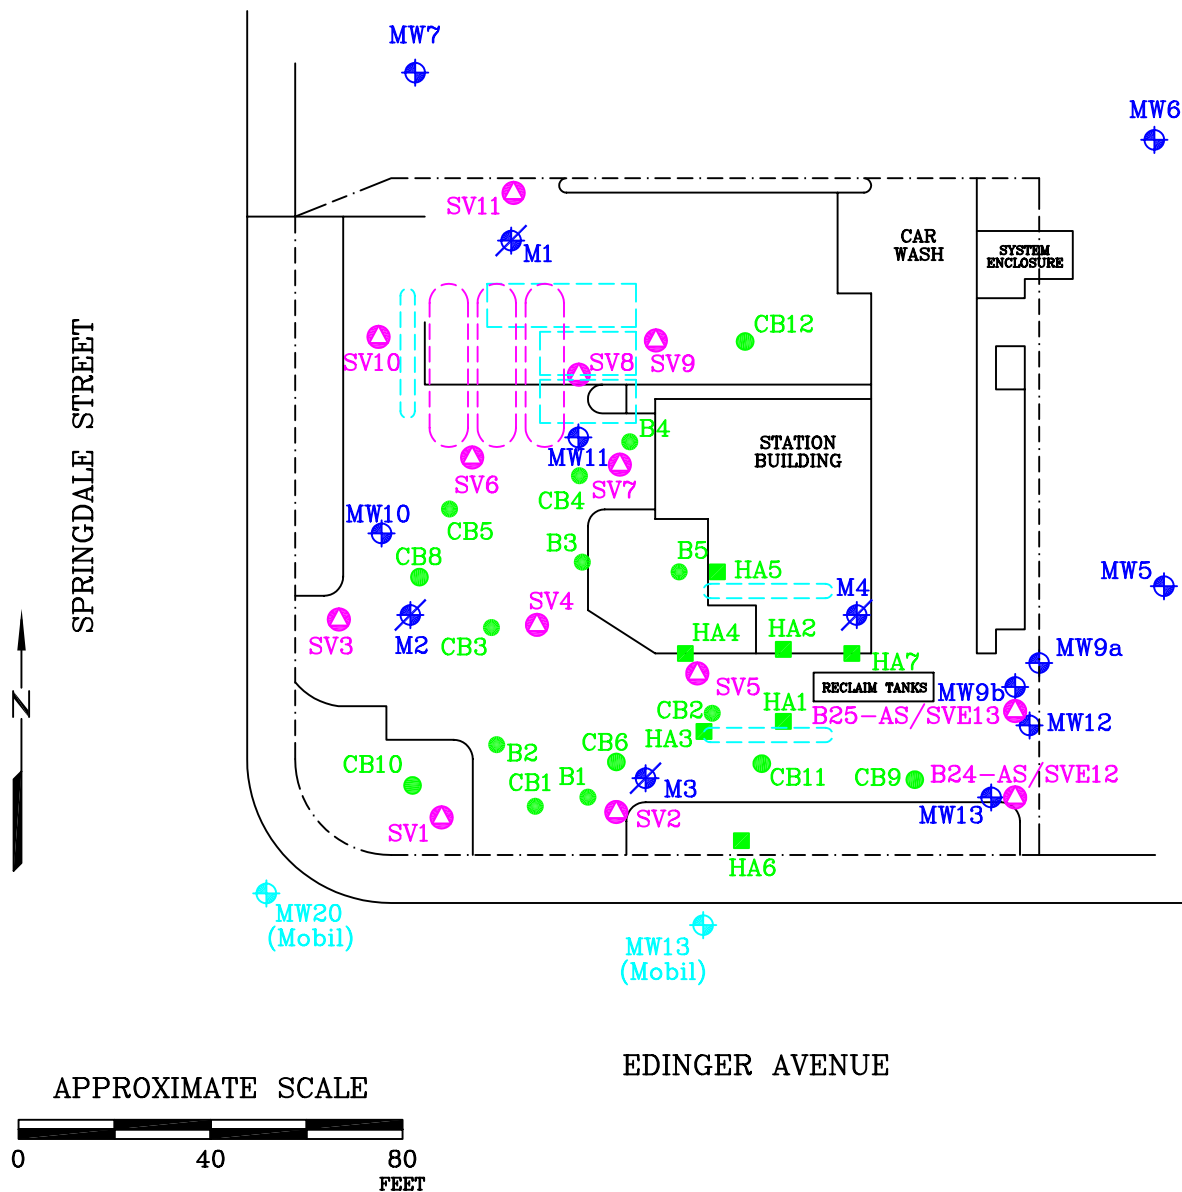 MW7
MW6
SV11
M1
CAR
WASH
SYSTEM
ENCLOSURE
SPRINGDALE STREET
SV10
SV8
SV9
CB12
B4
STATION
BUILDING
MW11
SV6
SV7
CB4
MW10
CB5
B3
B5
CB8
HA5
MW5
SV4
M4
SV3
M2
CB3
HA4
HA2
HA7
MW9a
SV5
RECLAIM TANKS
MW9b
N
CB2
HA1
B25-AS/SVE13
MW12
HA3
B2
CB6
CB10
CB1
B1
M3
CB11
CB9
B24-AS/SVE12
SV1
SV2
MW13
HA6
MW20
(Mobil)
MW13
(Mobil)
EDINGER AVENUE
APPROXIMATE SCALE
0 40 80
FEET